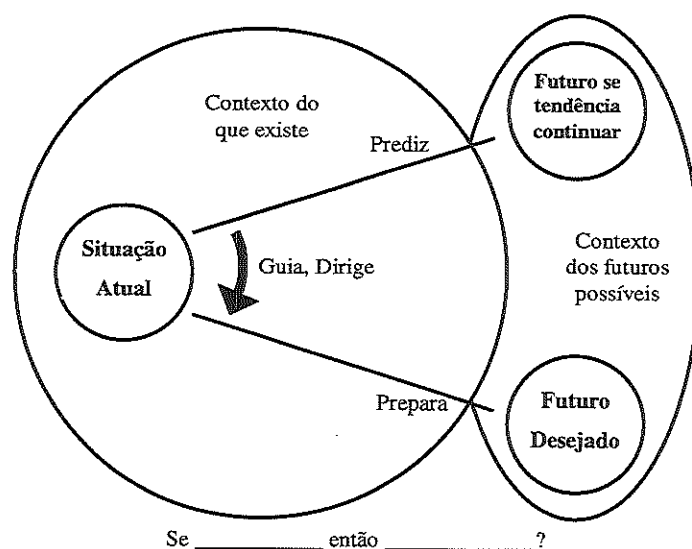 Contexto do
que existe
Prediz
Futuro se
tendência
continuar
Situação
Atual
Guia, Dirige
Contexto
dos futuros
possíveis
Prepara
Futuro
Desejado
Se ____________ então ______________ ?